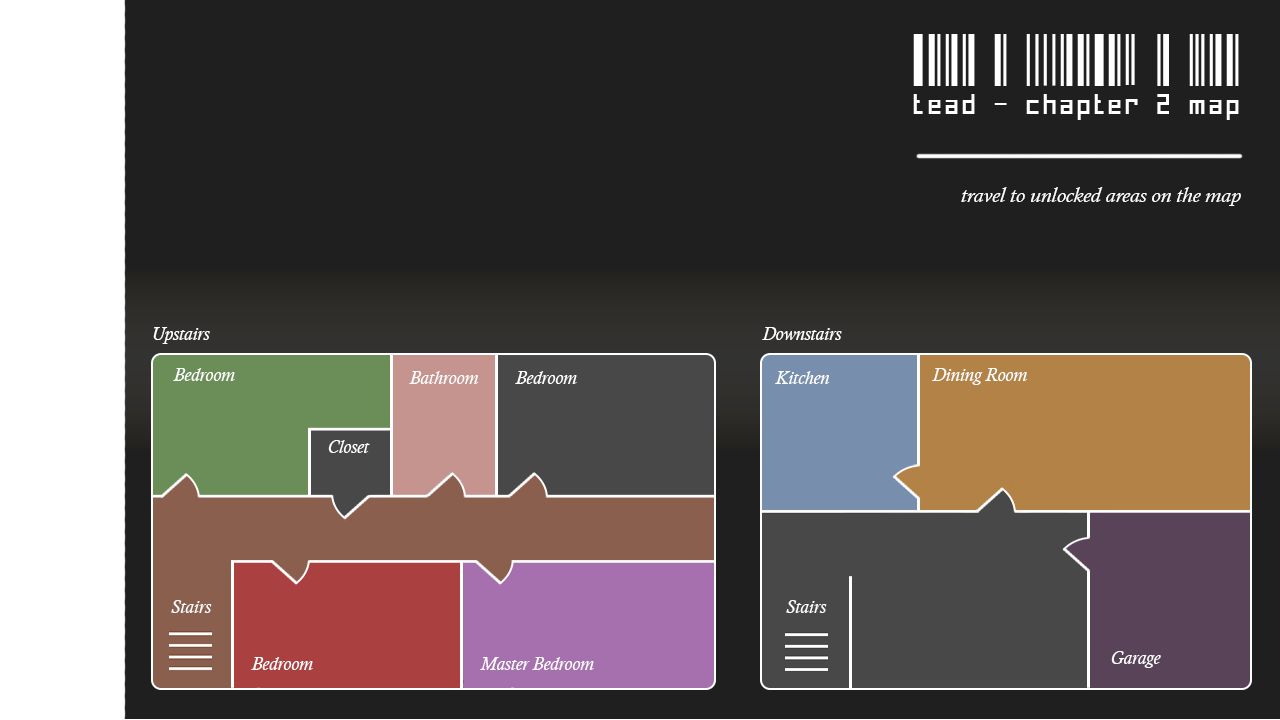 tead - chapter 2 map
travel to unlocked areas on the map
Upstairs
Bedroom
Bathroom
Bedroom
Closet
Stairs
Bedroom
Master Bedroom
Downstairs
Kitchen
Dining Room
Stairs
Garage